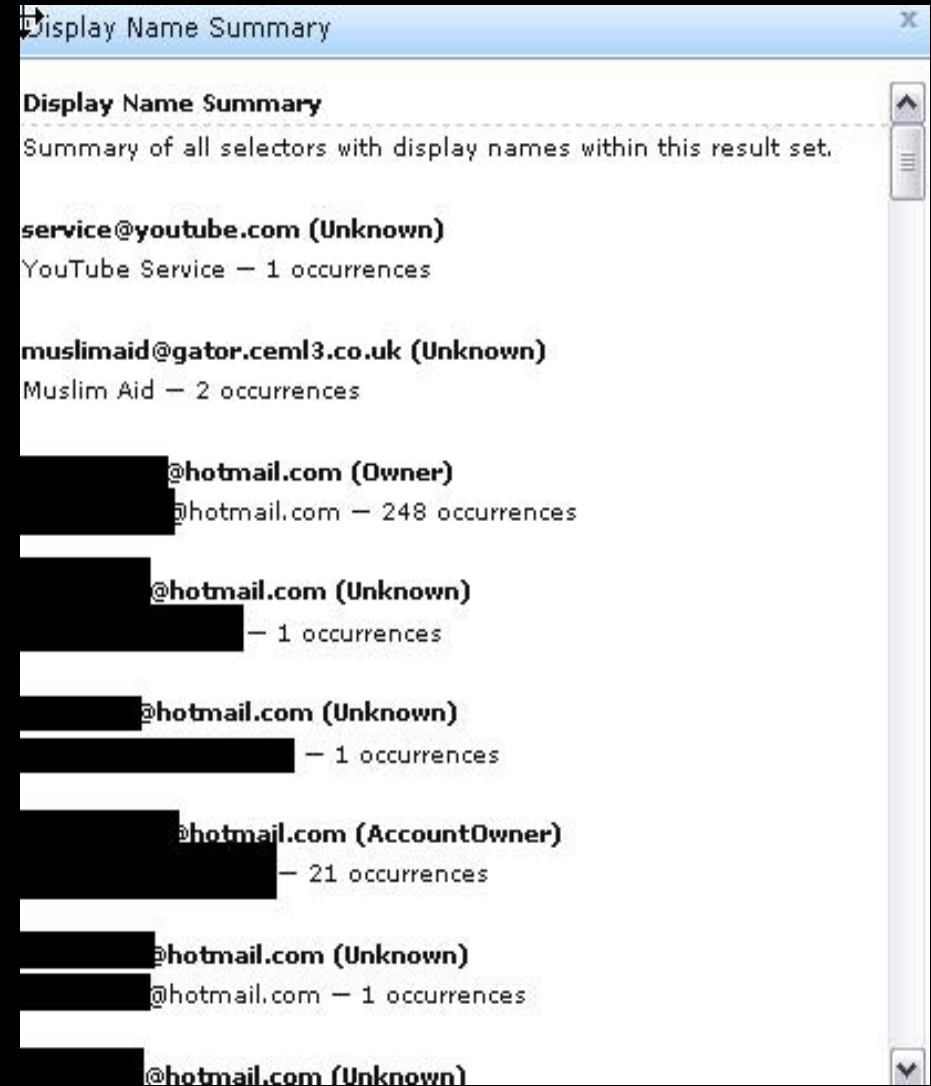 Display Name Summary
Display Name Summary
Summary of all selectors with display names within this result set.
service@youtube.com (Unknown)
YouTube Service — 1 occurrences
muslimaid@gator.ceml3.co.uk (Unknown)
Muslim Aid — 2 occurrences
@hotmail.com (Owner)
@hotmail.com — 248 occurrences
@hotmail.com (Unknown)
— 1 occurrences
@hotmail.com (Unknown)
— 1 occurrences
@hotmail.com (AccountOwner)
— 21 occurrences
@hotmail.com (Unknown)
@hotmail.com — 1 occurrences
@hotmail.com (Unknown)